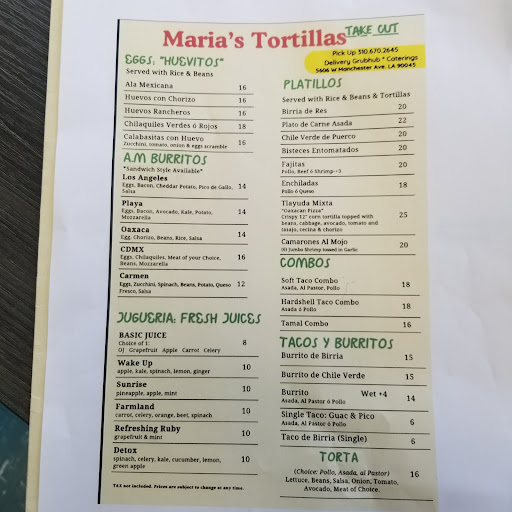 Maria's Tortillas
TAKE OUT
Pick Up 310.670.2645
Delivery Grubhub * Caterings
5606 W Manchester Ave. LA 90045
EGGS: "HUEVITOS"
Served with Rice & Beans
Ala Mexicana 16
Huevos con Chorizo 16
Huevos Rancheros 16
Chilaquiles Verdes ó Rojos 18
Calabasitas con Huevo 16
Zucchini, tomato, onion & eggs scramble
A.M BURRITOS
*Sandwich Style Available*
Los Angeles 14
Eggs, Bacon, Cheddar Potato, Pico de Gallo,
Salsa
Playa 14
Eggs, Bacon, Avocado, Kale, Potato,
Mozzarella
Oaxaca 14
Egg, Chorizo, Beans, Rice, Salsa
CDMX 16
Eggs, Chilaquiles, Meat of your Choice,
Beans, Mozzarella
Carmen 12
Eggs, Zucchini, Spinach, Beans, Potato, Queso
Fresco, Salsa
JUGUERIA: FRESH JUICES
BASIC JUICE 8
Choice of 1:
OJ Grapefruit Apple Carrot Celery
Wake Up 10
apple, kale, spinach, lemon, ginger
Sunrise 10
pineapple, apple, mint
Farmland 10
carrot, celery, orange, beet, spinach
Refreshing Ruby 10
grapefruit & mint
Detox 10
spinach, celery, kale, cucumber, lemon,
green apple
TAX not included. Prices are subject to change at any time.
PLATILLOS
Served with Rice & Beans & Tortillas
Birria de Res 20
Plato de Carne Asada 22
Chile Verde de Puerco 20
Bisteces Entomatados 20
Fajitas 20
Pollo, Beef ó Shrimp+3
Enchiladas 18
Pollo ó Queso
Tlayuda Mixta 25
"Oaxacan Pizza"
Crispy 12" corn tortilla topped with
beans, cabbage, avocado, tomato and
tasajo, cecina & chorizo
Camarones Al Mojo 20
(6) Jumbo Shrimp tossed in Garlic
COMBOS
Soft Taco Combo 18
Asada, Al Pastor, Pollo
Hardshell Taco Combo 18
Asada ó Pollo
Tamal Combo 16
TACOS Y BURRITOS
Burrito de Birria 15
Burrito de Chile Verde 15
Burrito Wet +4 14
Asada, Al Pastor ó Pollo
Single Taco: Guac & Pico 6
Asada, Al Pastor ó Pollo
Taco de Birria (Single) 6
TORTA
(Choice: Pollo, Asada, al Pastor) 16
Lettuce, Beans, Salsa, Onion, Tomato,
Avocado, Meat of Choice.